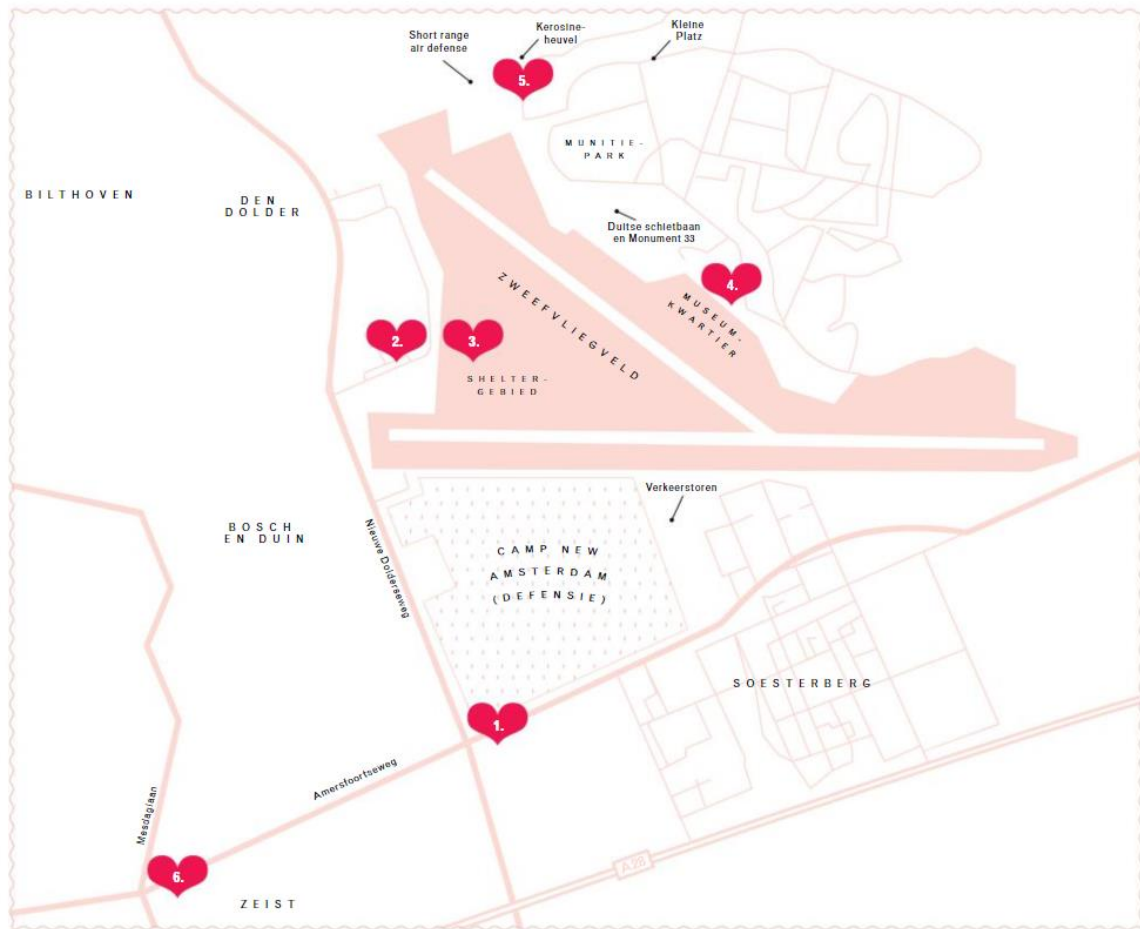 Short range
air defense
Kerosine-
heuvel
Kleine
Platz
5.
MUNITIE-
PARK
BILTHOVEN
DEN
DOLDER
Duitse schietbaan
en Monument 33
4.
ZWEEFVLIEGVELD
MUSEUM-
KWARTIER
2.
3.
SHELTER-
GEBIED
Verkeerstoren
BOSCH
EN DUIN
Nieuwe Dolderseweg
CAMP NEW
AMSTERDAM
(DEFENSIE)
SOESTERBERG
1.
Amersfoortseweg
Mesdaglaan
A28
6.
ZEIST